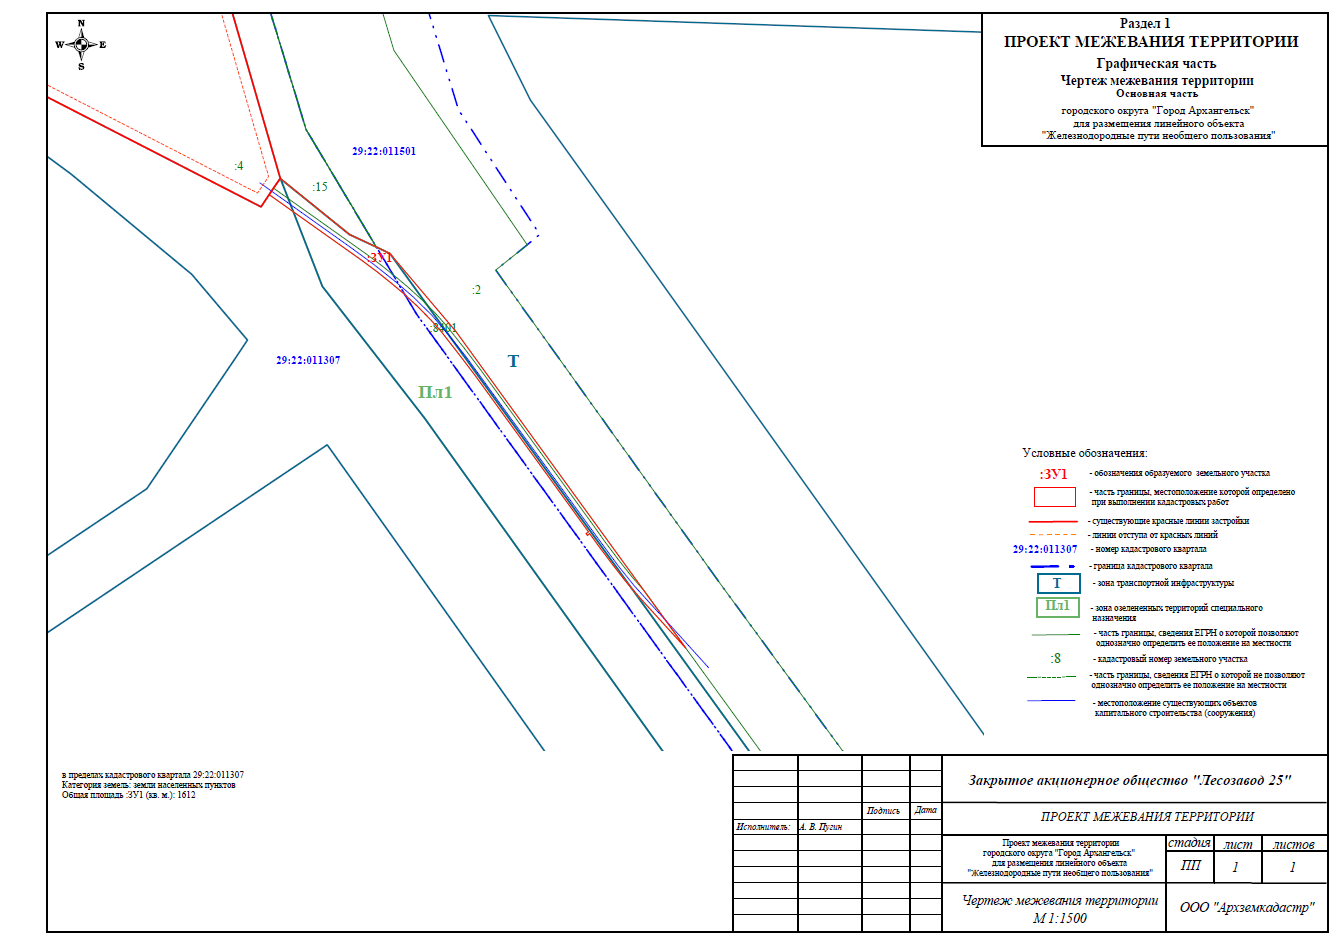 Раздел 1
ПРОЕКТ МЕЖЕВАНИЯ ТЕРРИТОРИИ
Графическая часть
Чертеж межевания территории
Основная часть
городского округа "Город Архангельск"
для размещения линейного объекта
"Железнодородные пути необщего пользования"
N
W E
S
29:22:011501
:4
:15
:ЗУ1
:2
29:22:011307
Т
Пл1
Условные обозначения:
:ЗУ1 - обозначения образуемого земельного участка
- часть границы, местоположение которой определено
при выполнении кадастровых работ
- существующие красные линии застройки
- линии отступа от красных линий
29:22:011307 - номер кадастрового квартала
- граница кадастрового квартала
Т - зона транспортной инфраструктуры
Пл1 - зона озелененных территорий специального
назначения
- часть границы, сведения ЕГРН о которой позволяют
однозначно определить ее положение на местности
:8 - кадастровый номер земельного участка
- часть границы, сведения ЕГРН о которой не позволяют
однозначно определить ее положение на местности
- местоположение существующих объектов
капитального строительства (сооружения)
в пределах кадастрового квартала 29:22:011307
Категория земель: земли населенных пунктов
Общая площадь :ЗУ1 (кв. м.): 1612
Закрытое акционерное общество "Лесозавод 25"
Подпись Дата
ПРОЕКТ МЕЖЕВАНИЯ ТЕРРИТОРИИ
Исполнитель: А. В. Пугин
Проект межевания территории
городского округа "Город Архангельск"
для размещения линейного объекта
"Железнодородные пути необщего пользования"
стадия лист листов
ПП 1 1
Чертеж межевания территории
М 1:1500
ООО "Архземкадастр"